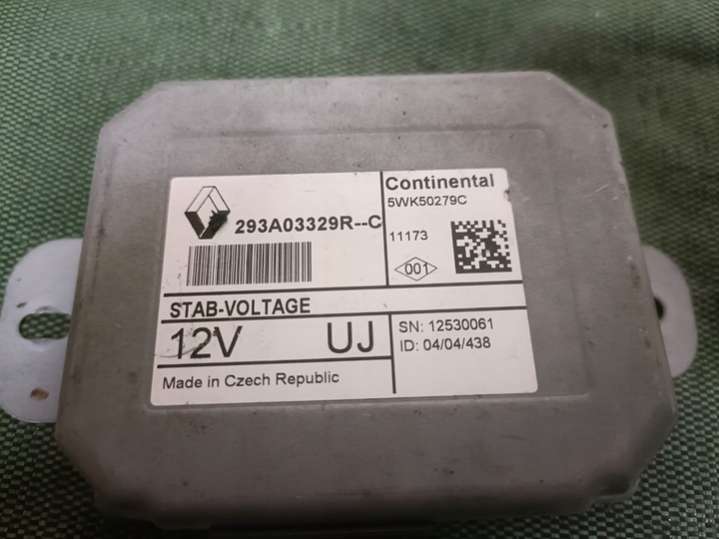 293A03329R--C
Continental
5WK50279C
11173
001
STAB-VOLTAGE
12V UJ
SN: 12530061
ID: 04/04/438
Made in Czech Republic